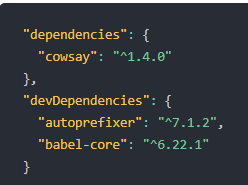 "dependencies": {
"cowsay": "^1.4.0"
},
"devDependencies": {
"autoprefixer": "^7.1.2",
"babel-core": "^6.22.1"
}